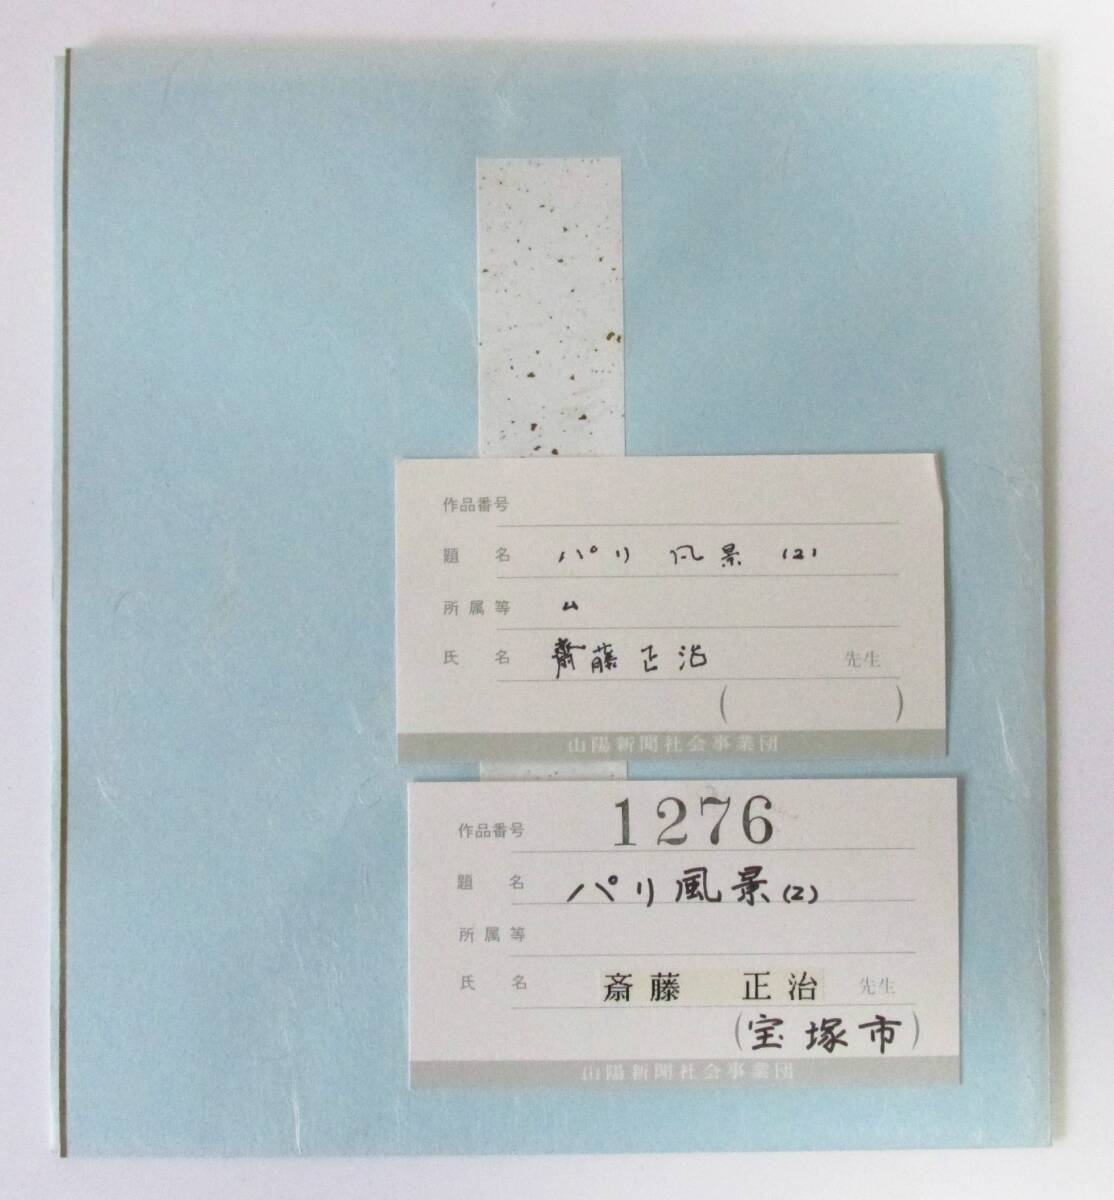 作品番号
題名 パリ 風景 (2)
所属等
氏名 齋藤正治 先生
( )
山陽新聞社会事業団
作品番号 1276
題名 パリ風景(2)
所属等
氏名 斎藤 正治 先生
(宝塚市)
山陽新聞社会事業団